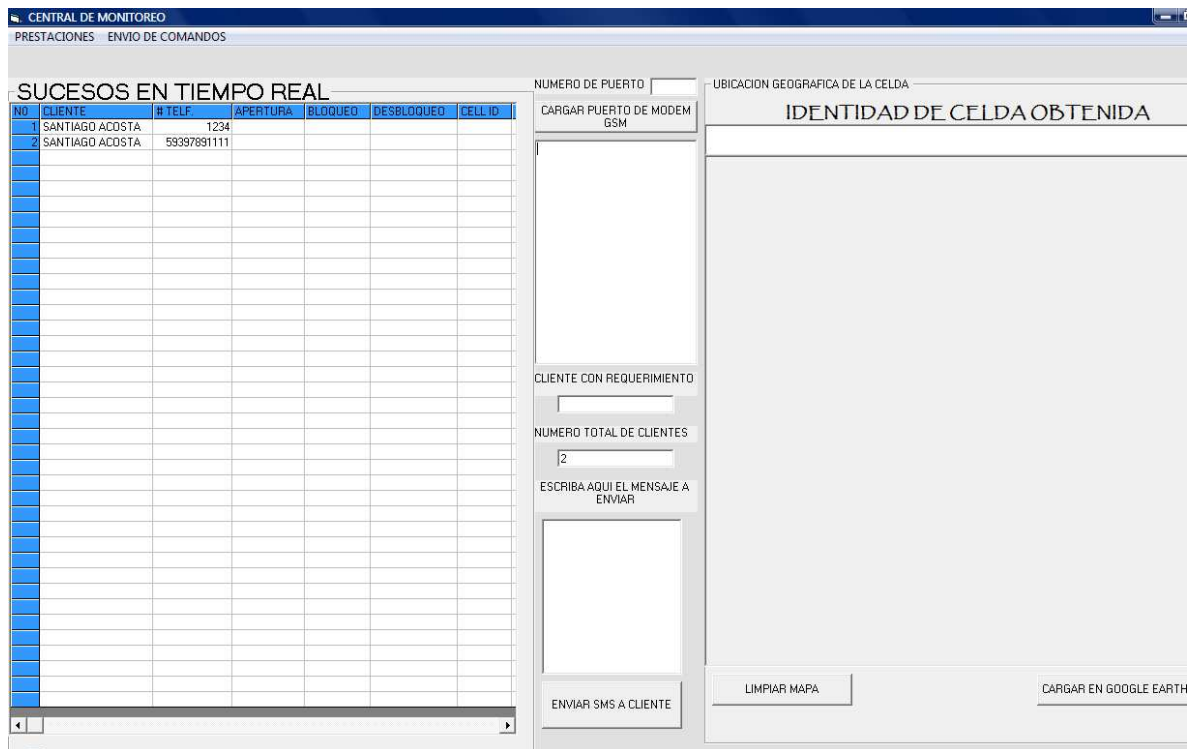 CENTRAL DE MONITOREO
PRESTACIONES ENVIO DE COMANDOS
SUCESOS EN TIEMPO REAL
N0 CLIENTE # TELF. APERTURA BLOQUEO DESBLOQUEO CELL ID
1 SANTIAGO ACOSTA 1234
2 SANTIAGO ACOSTA 59397891111
NUMERO DE PUERTO
CARGAR PUERTO DE MODEM
GSM
CLIENTE CON REQUERIMIENTO
NUMERO TOTAL DE CLIENTES
2
ESCRIBA AQUI EL MENSAJE A
ENVIAR
ENVIAR SMS A CLIENTE
UBICACION GEOGRAFICA DE LA CELDA
IDENTIDAD DE CELDA OBTENIDA
LIMPIAR MAPA
CARGAR EN GOOGLE EARTH